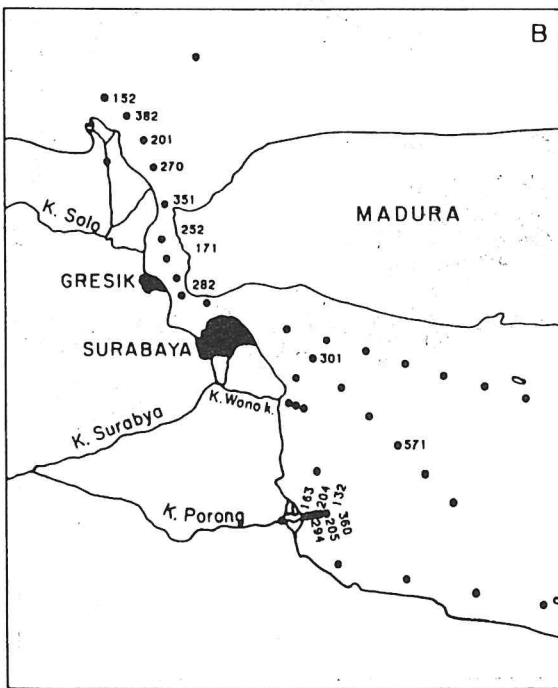 B
152
382
201
270
351
K. Solo
252
MADURA
171
GRESIK
282
SURABAYA
301
K. Wonok.
K. Surabya
571
163
204
132
K. Porong
294
205
360